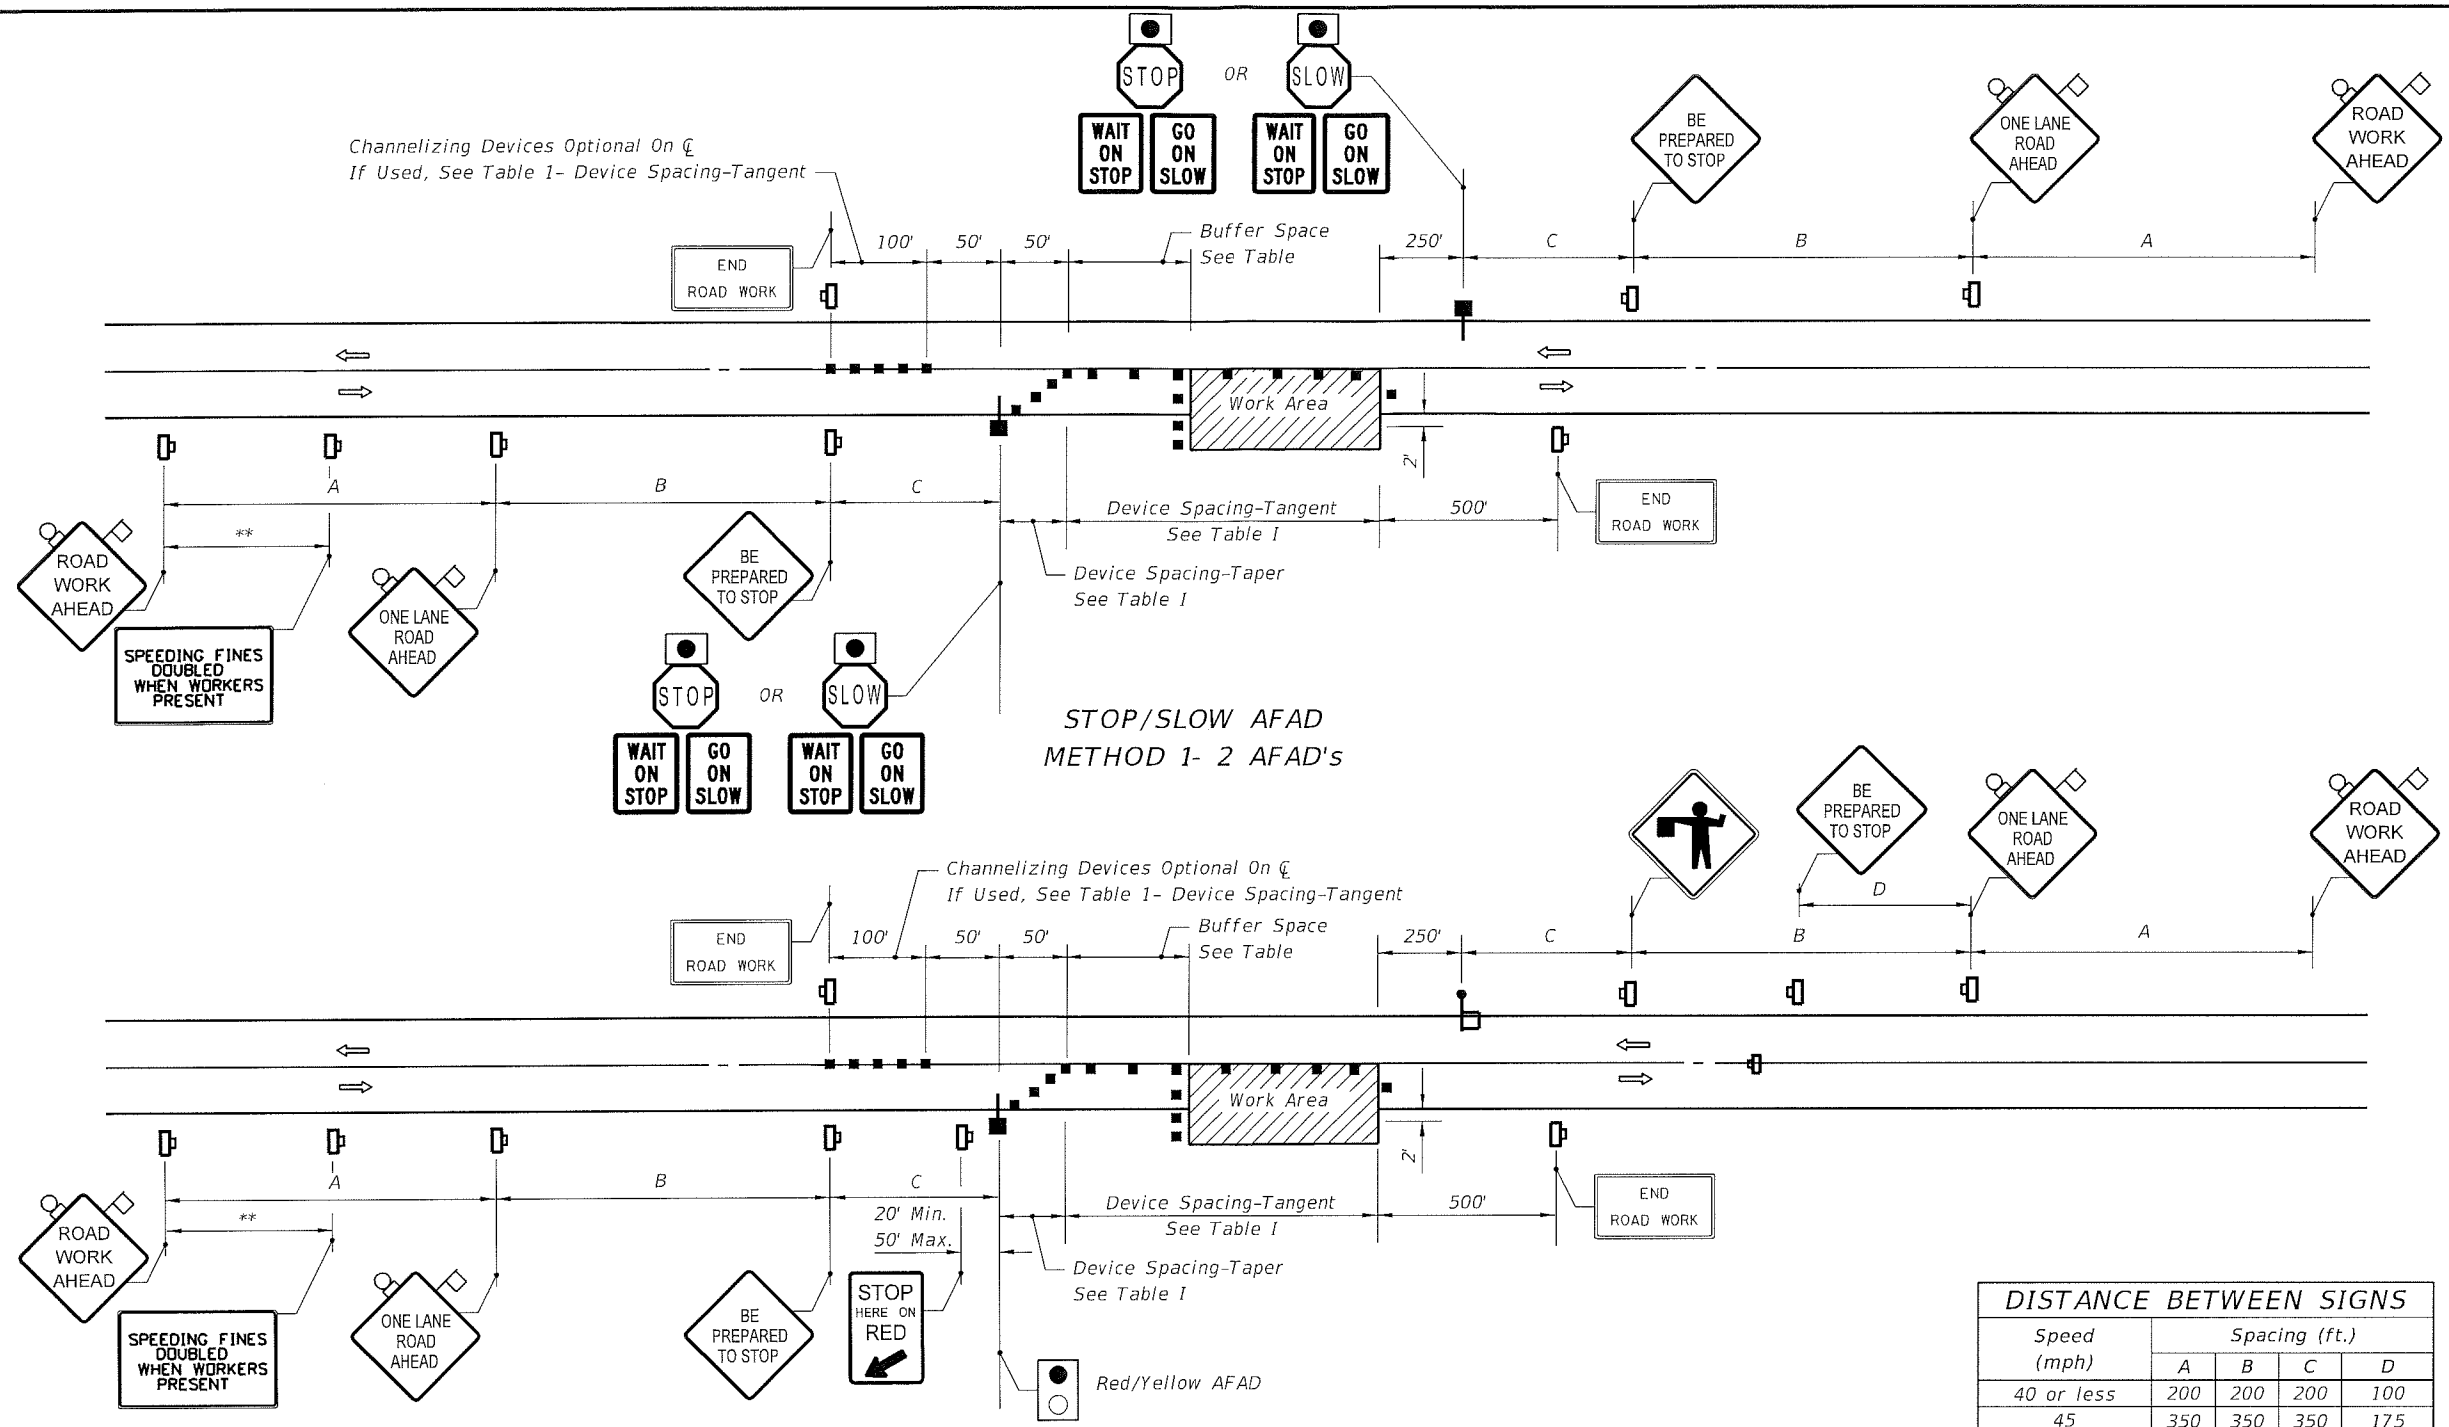 STOP
OR
SLOW
WAIT
ON
STOP
GO
ON
SLOW
WAIT
ON
STOP
GO
ON
SLOW
BE
PREPARED
TO STOP
ONE LANE
ROAD
AHEAD
ROAD
WORK
AHEAD
Channelizing Devices Optional On ℄
If Used, See Table 1- Device Spacing-Tangent
END
ROAD WORK
100'
50'
50'
Buffer Space
See Table
250'
C
B
A
Work Area
2'
A
B
C
**
Device Spacing-Tangent
See Table I
500'
END
ROAD WORK
Device Spacing-Taper
See Table I
ROAD
WORK
AHEAD
SPEEDING FINES
DOUBLED
WHEN WORKERS
PRESENT
ONE LANE
ROAD
AHEAD
BE
PREPARED
TO STOP
STOP
OR
SLOW
WAIT
ON
STOP
GO
ON
SLOW
WAIT
ON
STOP
GO
ON
SLOW
STOP/SLOW AFAD
METHOD 1- 2 AFAD's
BE
PREPARED
TO STOP
ONE LANE
ROAD
AHEAD
ROAD
WORK
AHEAD
Channelizing Devices Optional On ℄
If Used, See Table 1- Device Spacing-Tangent
END
ROAD WORK
100'
50'
50'
Buffer Space
See Table
250'
C
B
D
A
Work Area
2'
A
B
C
**
20' Min.
50' Max.
Device Spacing-Tangent
See Table I
500'
END
ROAD WORK
Device Spacing-Taper
See Table I
ROAD
WORK
AHEAD
SPEEDING FINES
DOUBLED
WHEN WORKERS
PRESENT
ONE LANE
ROAD
AHEAD
BE
PREPARED
TO STOP
STOP
HERE ON
RED
Red/Yellow AFAD
DISTANCE BETWEEN SIGNS
Speed
(mph)
Spacing (ft.)
A B C D
40 or less 200 200 200 100
45 350 350 350 175